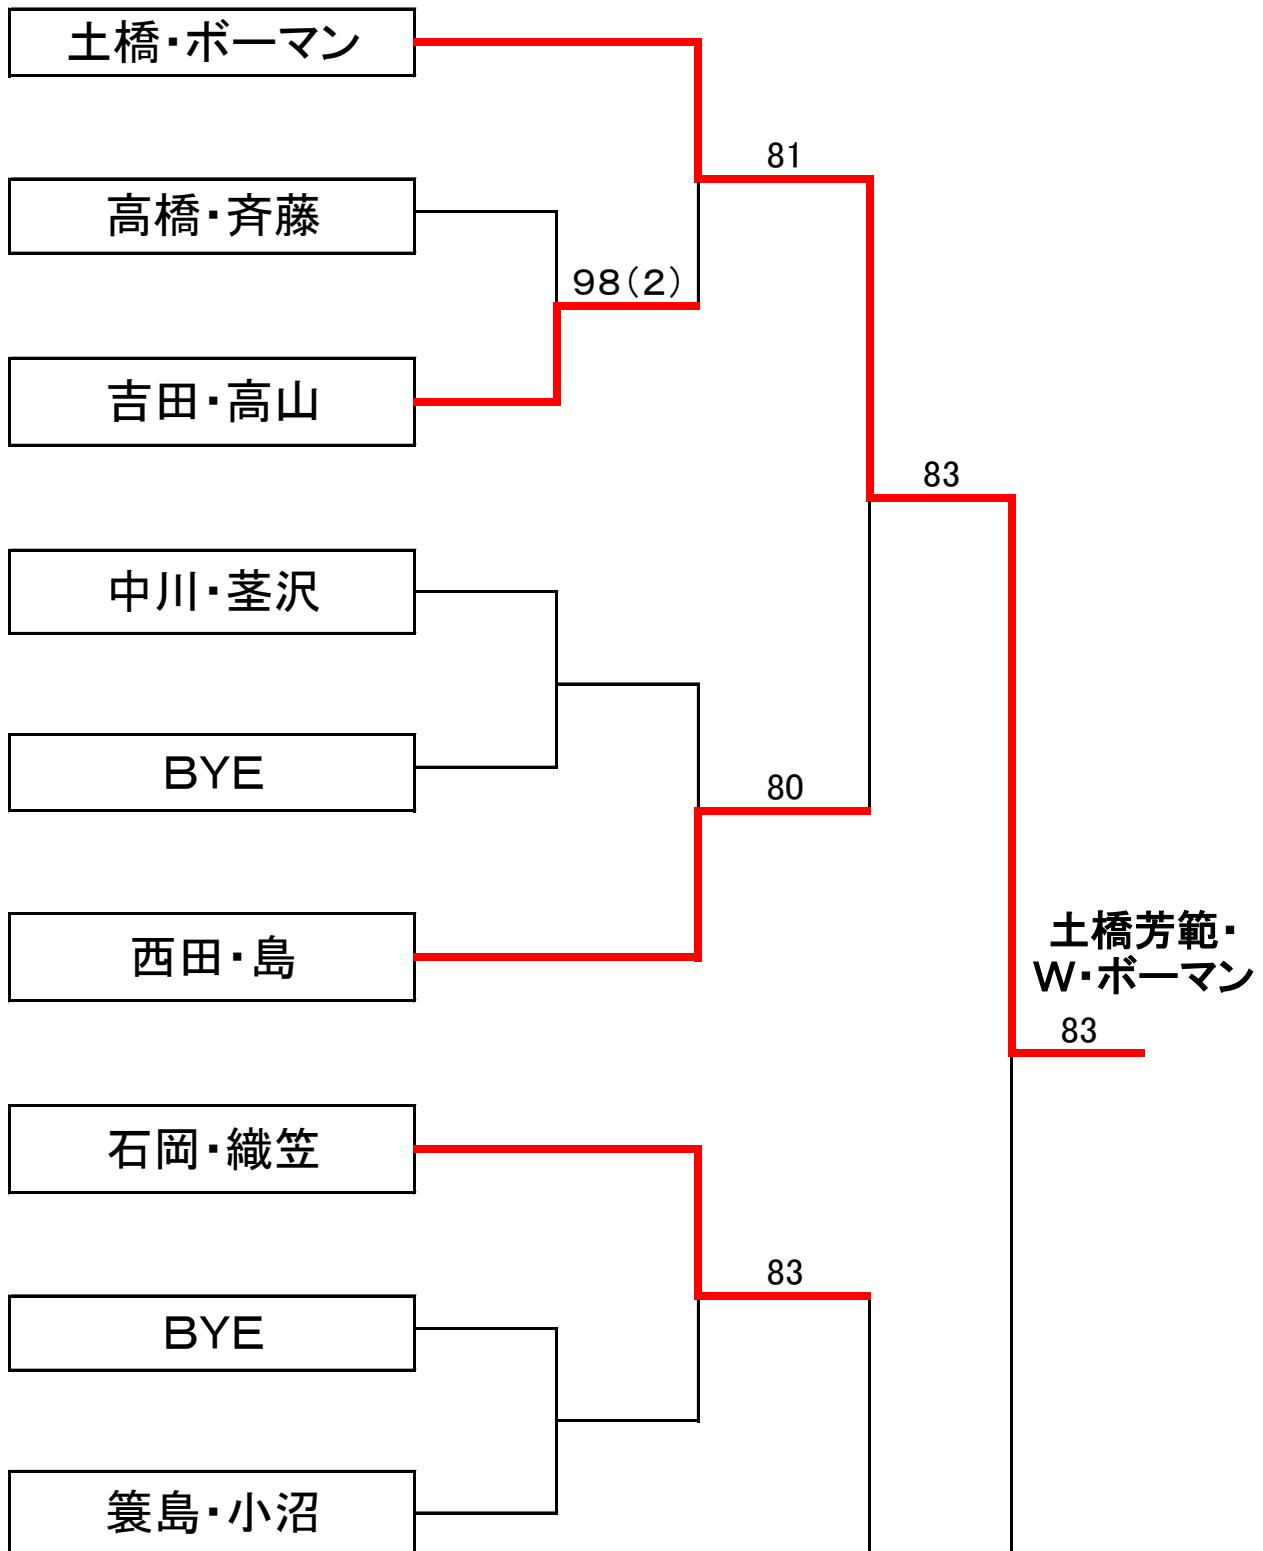 土橋・ボーマン
81
高橋・斉藤
98(2)
吉田・高山
83
中川・茎沢
BYE
80
西田・島
土橋芳範・
W・ボーマン
83
石岡・織笠
83
BYE
簑島・小沼